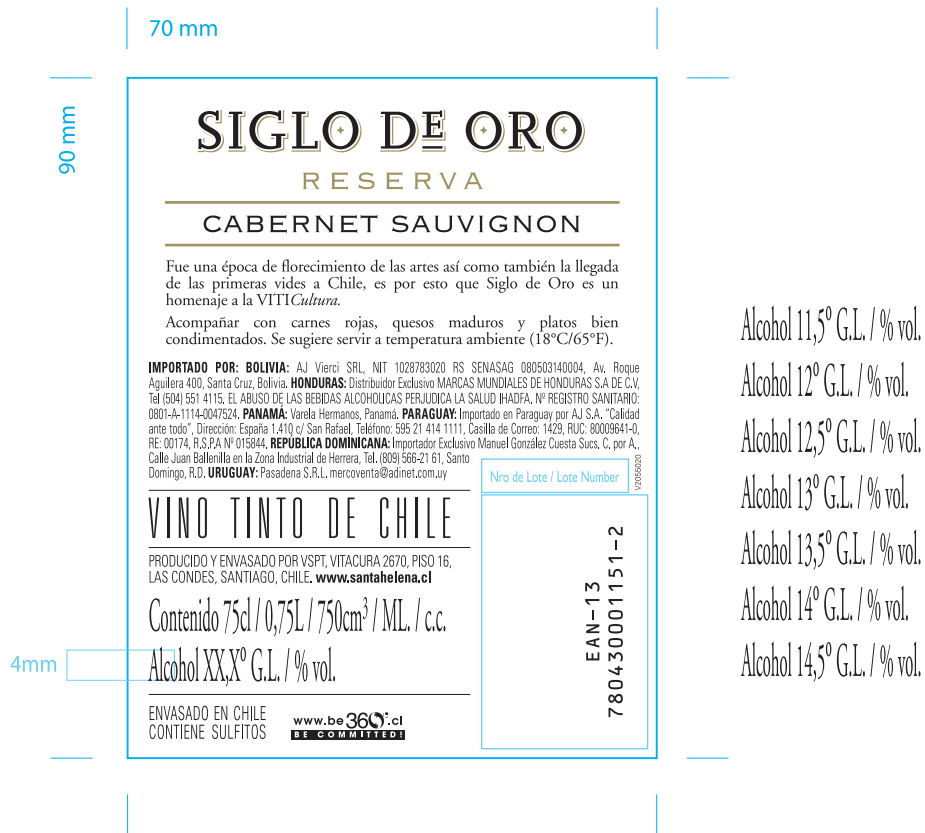 70 mm
90 mm
SIGLO DE ORO
RESERVA
CABERNET SAUVIGNON
Fue una época de florecimiento de las artes así como también la llegada
de las primeras vides a Chile, es por esto que Siglo de Oro es un
homenaje a la VITICultura.
Acompañar con carnes rojas, quesos maduros y platos bien
condimentados. Se sugiere servir a temperatura ambiente (18ºC/65ºF).
IMPORTADO POR: BOLIVIA: AJ Vierci SRL, NIT 1028783020 RS SENASAG 080503140004, Av. Roque
Aguilera 400, Santa Cruz, Bolivia. HONDURAS: Distribuidor Exclusivo MARCAS MUNDIALES DE HONDURAS S.A DE C.V,
Tel (504) 551 4115. EL ABUSO DE LAS BEBIDAS ALCOHOLICAS PERJUDICA LA SALUD IHADFA. Nº REGISTRO SANITARIO:
0801-A-1114-0047524. PANAMÁ: Varela Hermanos, Panamá. PARAGUAY: Importado en Paraguay por AJ S.A. "Calidad
ante todo", Dirección: España 1.410 c/ San Rafael, Teléfono: 595 21 414 1111, Casilla de Correo: 1429, RUC: 80009641-0,
RE: 00174, R.S.P.A Nº 015844. REPÚBLICA DOMINICANA: Importador Exclusivo Manuel González Cuesta Sucs. C. por A.,
Calle Juan Ballenilla en la Zona Industrial de Herrera, Tel. (809) 566-21 61, Santo
Domingo, R.D. URUGUAY: Pasadena S.R.L. mercoventa@adinet.com.uy
Nro de Lote / Lote Number
V2055020
VINO TINTO DE CHILE
PRODUCIDO Y ENVASADO POR VSPT, VITACURA 2670, PISO 16,
LAS CONDES, SANTIAGO, CHILE. www.santahelena.cl
Contenido 75cl / 0,75L / 750cm³ / ML. / c.c.
4mm
Alcohol XX,Xº G.L. / % vol.
ENVASADO EN CHILE
CONTIENE SULFITOS
www.be360°.cl
BE COMMITTED!
EAN-13
7804300001151-2
Alcohol 11,5º G.L. / % vol.
Alcohol 12º G.L. / % vol.
Alcohol 12,5º G.L. / % vol.
Alcohol 13º G.L. / % vol.
Alcohol 13,5º G.L. / % vol.
Alcohol 14º G.L. / % vol.
Alcohol 14,5º G.L. / % vol.